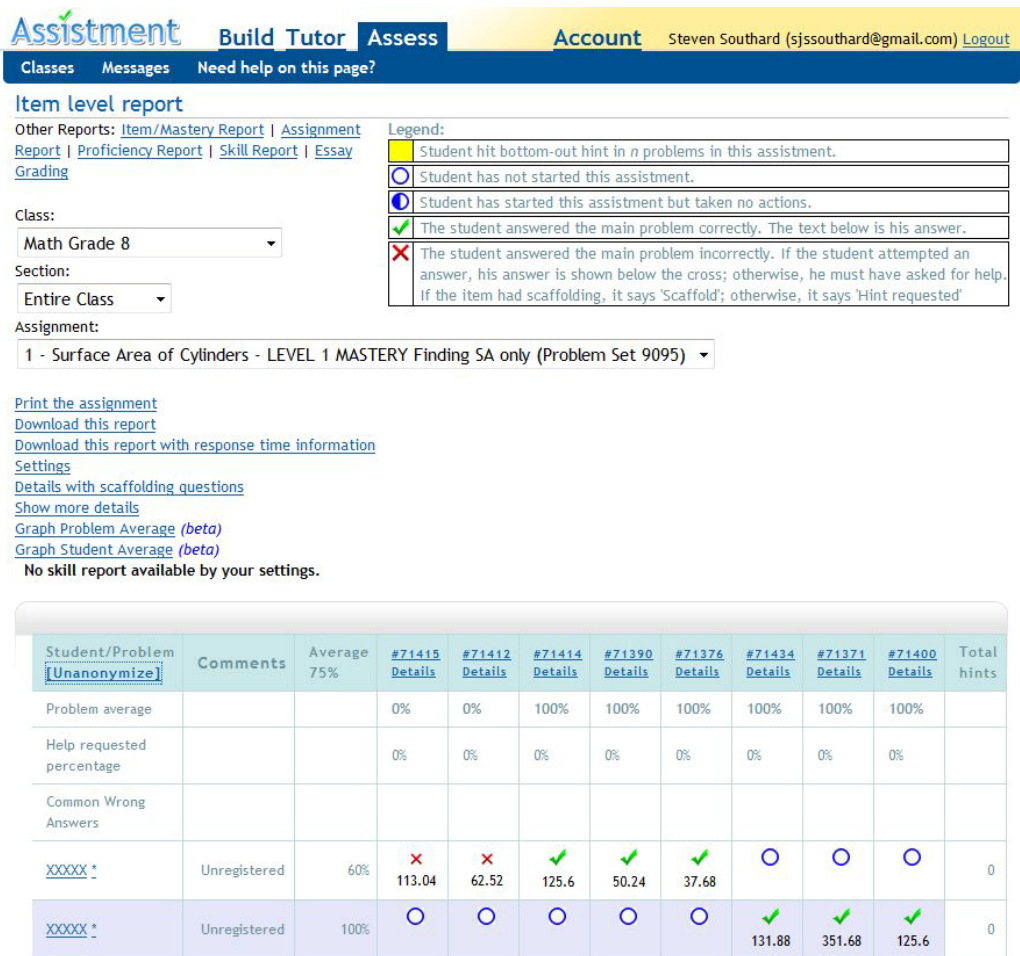 Assistment
Build Tutor Assess Account Steven Southard (sjssouthard@gmail.com) Logout
Classes Messages Need help on this page?
Item level report
Other Reports: Item/Mastery Report | Assignment
Report | Proficiency Report | Skill Report | Essay
Grading
Legend:
Student hit bottom-out hint in n problems in this assistment.
Student has not started this assistment.
Student has started this assistment but taken no actions.
The student answered the main problem correctly. The text below is his answer.
The student answered the main problem incorrectly. If the student attempted an
answer, his answer is shown below the cross; otherwise, he must have asked for help.
If the item had scaffolding, it says 'Scaffold'; otherwise, it says 'Hint requested'
Class:
Math Grade 8
Section:
Entire Class
Assignment:
1 - Surface Area of Cylinders - LEVEL 1 MASTERY Finding SA only (Problem Set 9095)
Print the assignment
Download this report
Download this report with response time information
Settings
Details with scaffolding questions
Show more details
Graph Problem Average (beta)
Graph Student Average (beta)
No skill report available by your settings.
Student/Problem [Unanonymize] Comments Average 75% #71415 Details #71412 Details #71414 Details #71390 Details #71376 Details #71434 Details #71371 Details #71400 Details Total hints
Problem average 0% 0% 100% 100% 100% 100% 100% 100%
Help requested percentage 0% 0% 0% 0% 0% 0% 0% 0%
Common Wrong Answers
XXXXX * Unregistered 60% 113.04 62.52 125.6 50.24 37.68 0
XXXXX * Unregistered 100% 131.88 351.68 125.6 0